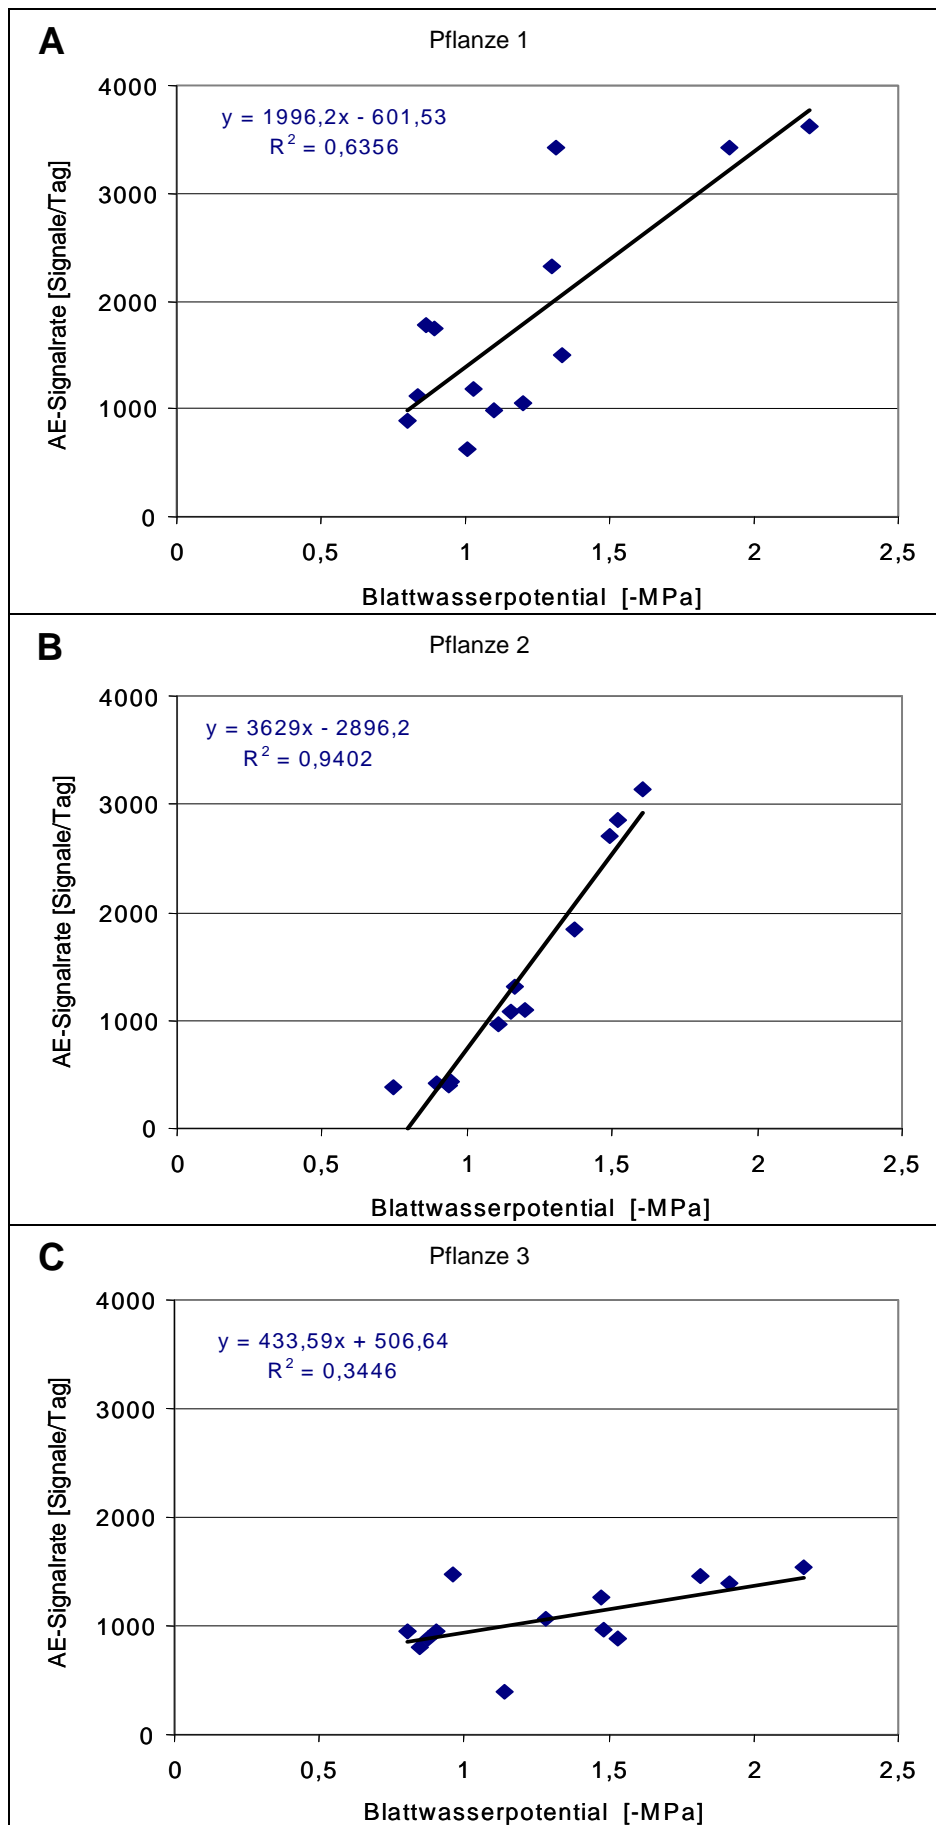 A
Pflanze 1
y = 1996,2x - 601,53
R² = 0,6356
AE-Signalrate [Signale/Tag]
4000
3000
2000
1000
0
0 0,5 1 1,5 2 2,5
Blattwasserpotential [-MPa]
B
Pflanze 2
y = 3629x - 2896,2
R² = 0,9402
AE-Signalrate [Signale/Tag]
4000
3000
2000
1000
0
0 0,5 1 1,5 2 2,5
Blattwasserpotential [-MPa]
C
Pflanze 3
y = 433,59x + 506,64
R² = 0,3446
AE-Signalrate [Signale/Tag]
4000
3000
2000
1000
0
0 0,5 1 1,5 2 2,5
Blattwasserpotential [-MPa]